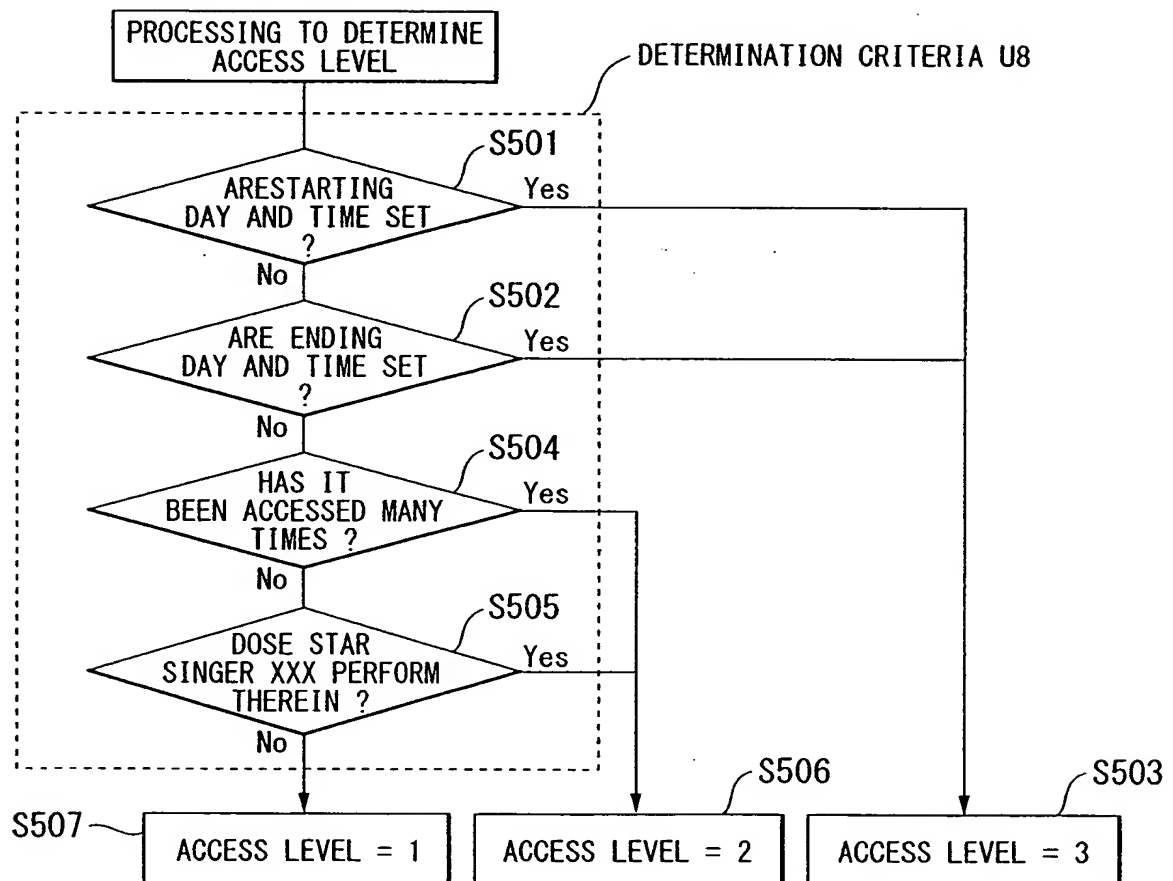 PROCESSING TO DETERMINE
ACCESS LEVEL
DETERMINATION CRITERIA U8
S501
ARESTARTING
DAY AND TIME SET
?
Yes
No
S502
ARE ENDING
DAY AND TIME SET
?
Yes
No
S504
HAS IT
BEEN ACCESSED MANY
TIMES ?
Yes
No
S505
DOSE STAR
SINGER XXX PERFORM
THEREIN ?
Yes
No
S507
ACCESS LEVEL = 1
S506
ACCESS LEVEL = 2
S503
ACCESS LEVEL = 3